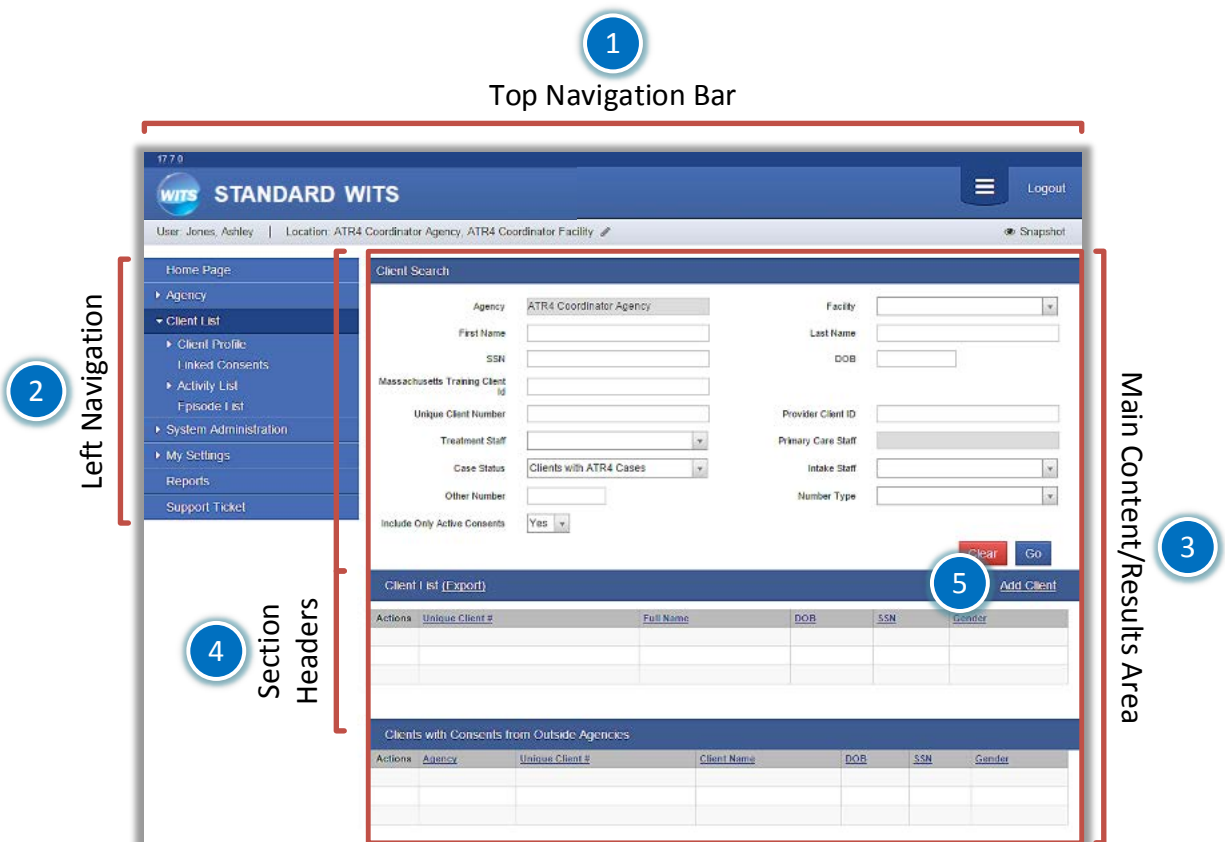 1
Top Navigation Bar
17 7 0
WITS STANDARD WITS
Logout
User: Jones, Ashley | Location: ATR4 Coordinator Agency, ATR4 Coordinator Facility
Snapshot
2
Left Navigation
Home Page
Agency
Client List
Client Profile
Linked Consents
Activity List
Episode List
System Administration
My Settings
Reports
Support Ticket
Client Search
Agency ATR4 Coordinator Agency Facility
First Name Last Name
SSN DOB
Massachusetts Training Client
Id
Unique Client Number Provider Client ID
Treatment Staff Primary Care Staff
Case Status Clients with ATR4 Cases Intake Staff
Other Number Number Type
Include Only Active Consents Yes
Clear Go
3
Main Content/Results Area
4
Section
Headers
Client List (Export) 5 Add Client
Actions Unique Client # Full Name DOB SSN Gender
Clients with Consents from Outside Agencies
Actions Agency Unique Client # Client Name DOB SSN Gender